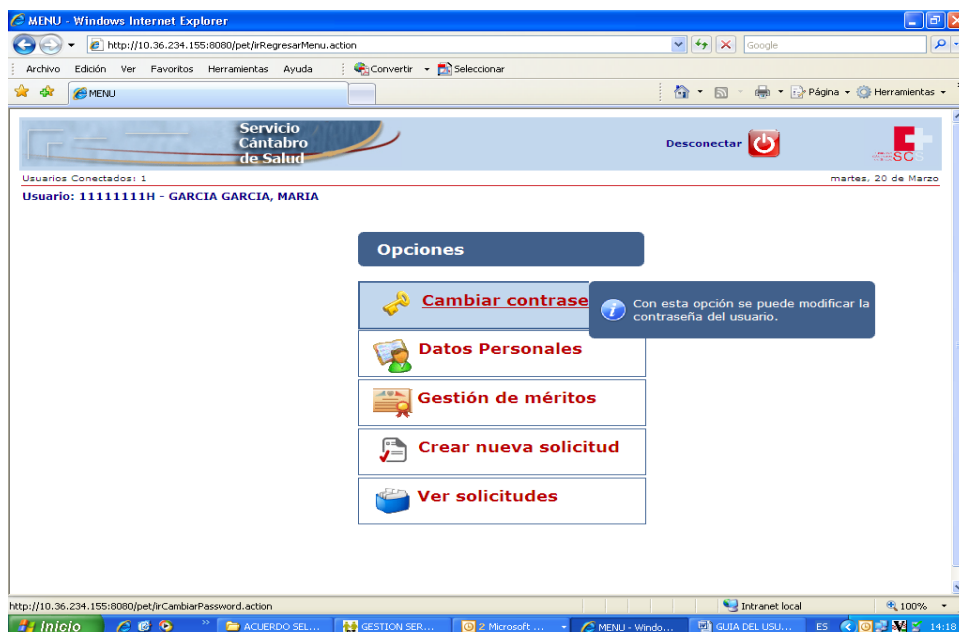 MENU - Windows Internet Explorer
http://10.36.234.155:8080/pet/irRegresarMenu.action
Google
Archivo Edición Ver Favoritos Herramientas Ayuda Convertir Seleccionar
MENU Página Herramientas
Servicio
Cántabro
de Salud
Desconectar
SCS
Usuarios Conectados: 1 martes, 20 de Marzo
Usuario: 11111111H - GARCIA GARCIA, MARIA
Opciones
Cambiar contrase
Con esta opción se puede modificar la
contraseña del usuario.
Datos Personales
Gestión de méritos
Crear nueva solicitud
Ver solicitudes
http://10.36.234.155:8080/pet/irCambiarPassword.action Intranet local 100%
Inicio ACUERDO SEL... GESTION SER... 2 Microsoft ... MENU - Windo... GUIA DEL USU... ES 14:18